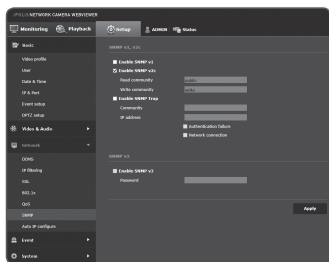 iPOLiS NETWORK CAMERA WEBVIEWER
Monitoring
Playback
Setup
ADMIN
Status
Basic
Video profile
User
Date & Time
IP & Port
Event setup
DPTZ setup
Video & Audio
Network
DDNS
IP filtering
SSL
802.1x
QoS
SNMP
Auto IP configure
Event
System
SNMP v1, v2c
Enable SNMP v1
Enable SNMP v2c
Read community
public
Write community
write
Enable SNMP Trap
Community
IP address
Authentication failure
Network connection
SNMP v3
Enable SNMP v3
Password
Apply